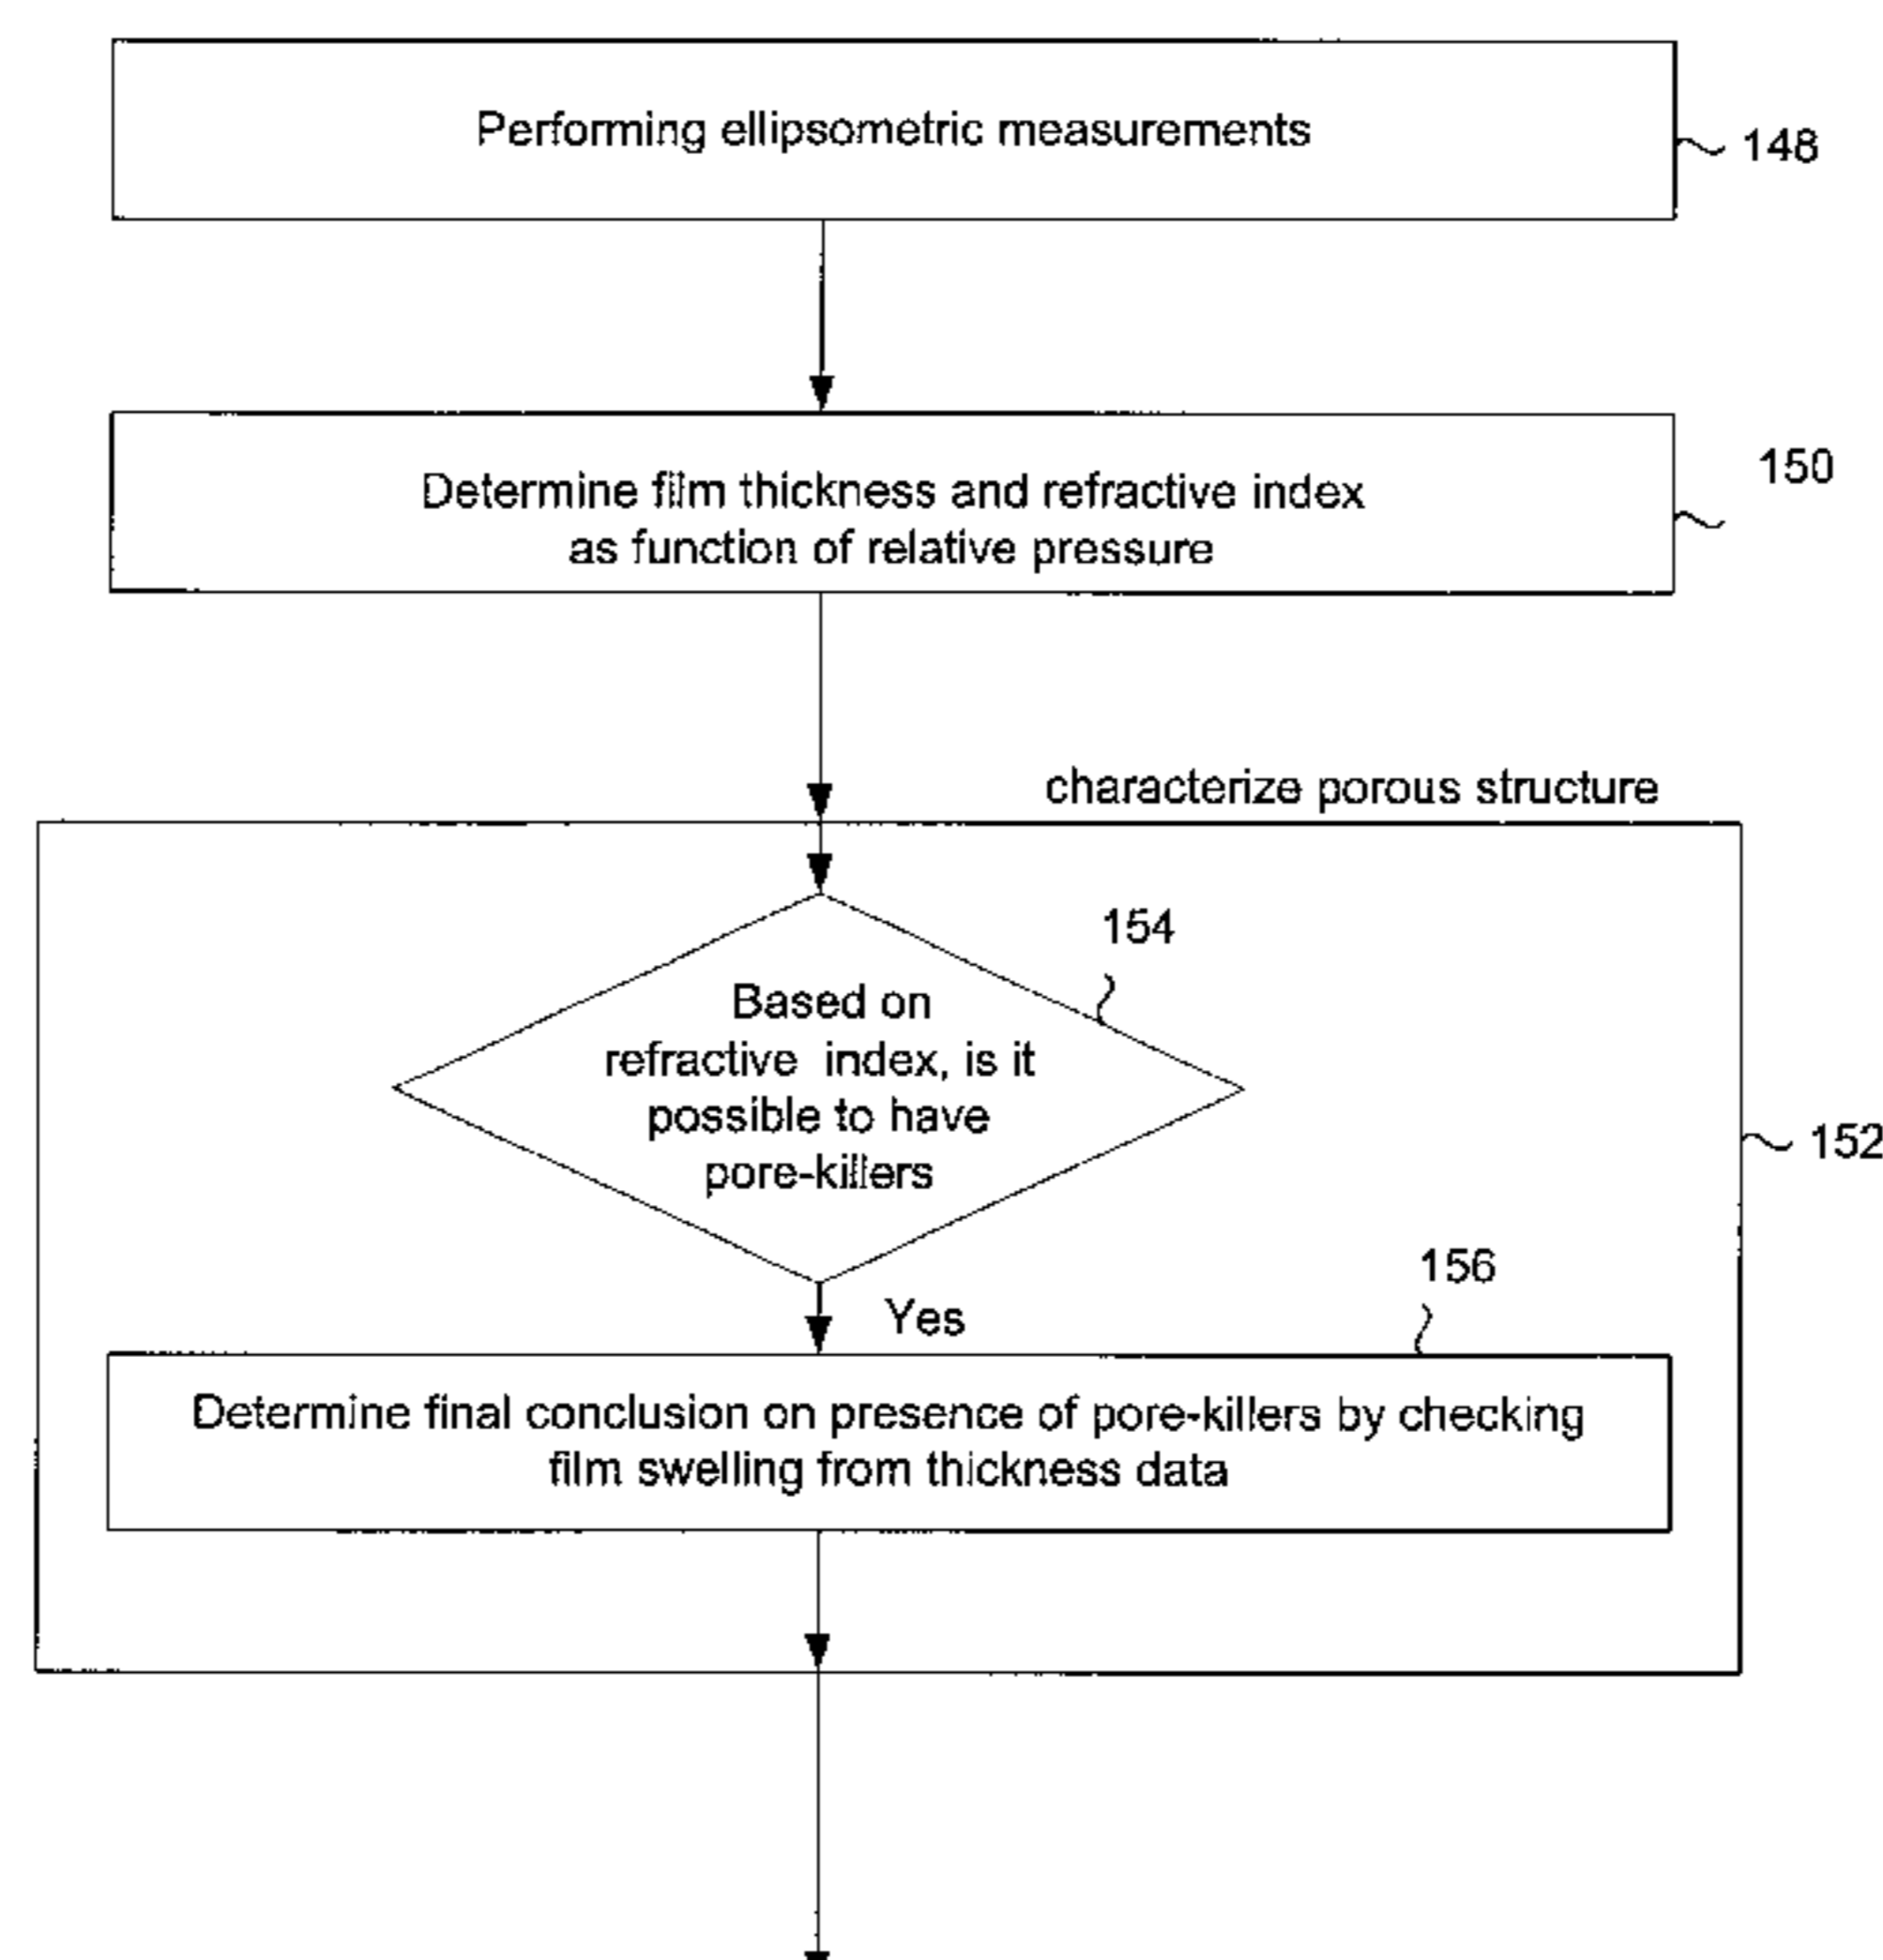 Performing ellipsometric measurements
148
150
Determine film thickness and refractive index
as function of relative pressure
characterize porous structure
154
Based on
refractive index, is it
possible to have
pore-killers
152
156
Yes
Determine final conclusion on presence of pore-killers by checking
film swelling from thickness data